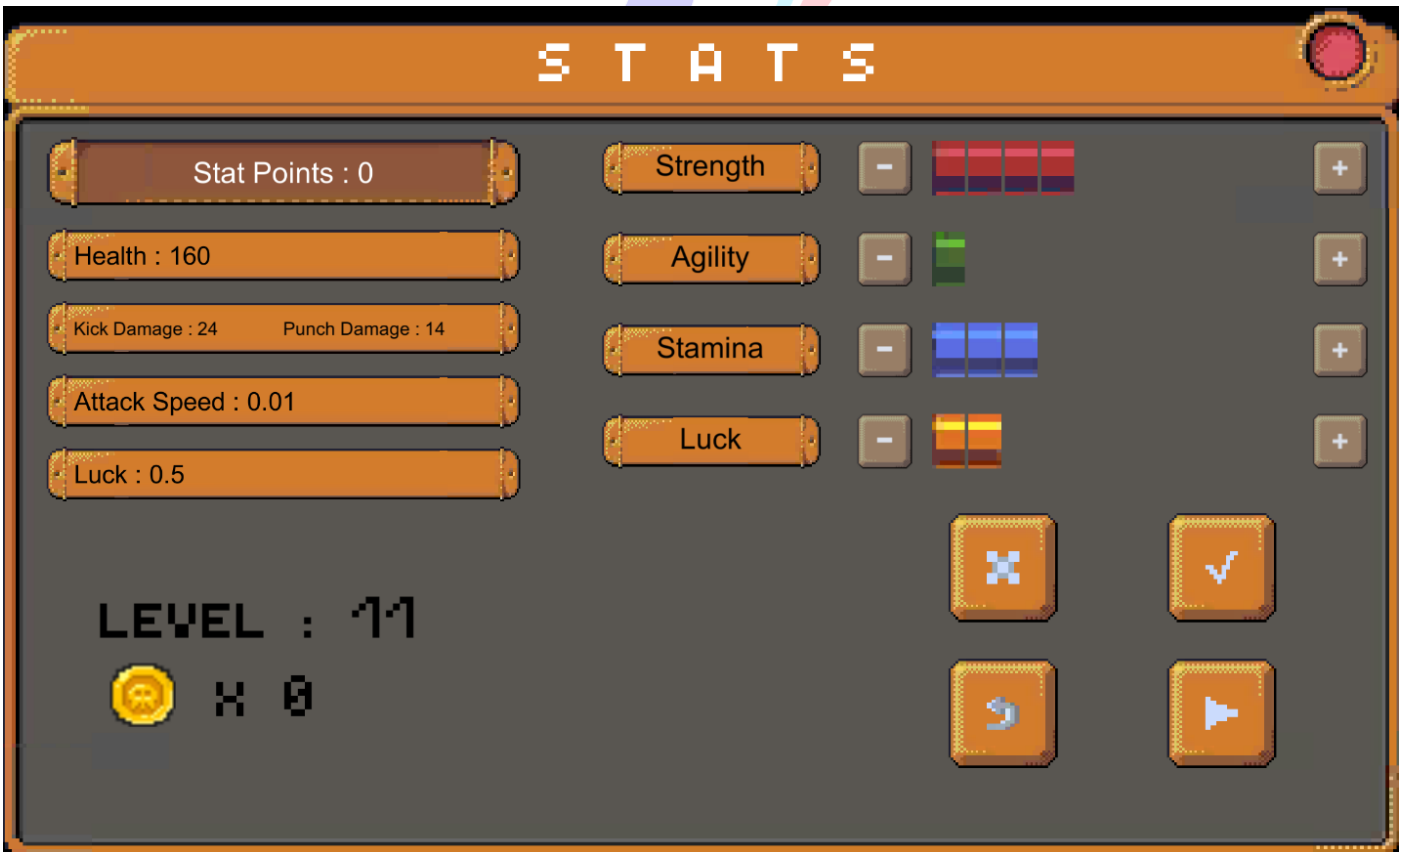 STATS
Stat Points : 0
Health : 160
Kick Damage : 24 Punch Damage : 14
Attack Speed : 0.01
Luck : 0.5
LEVEL : 11
x 0
Strength - +
Agility - +
Stamina - +
Luck - +